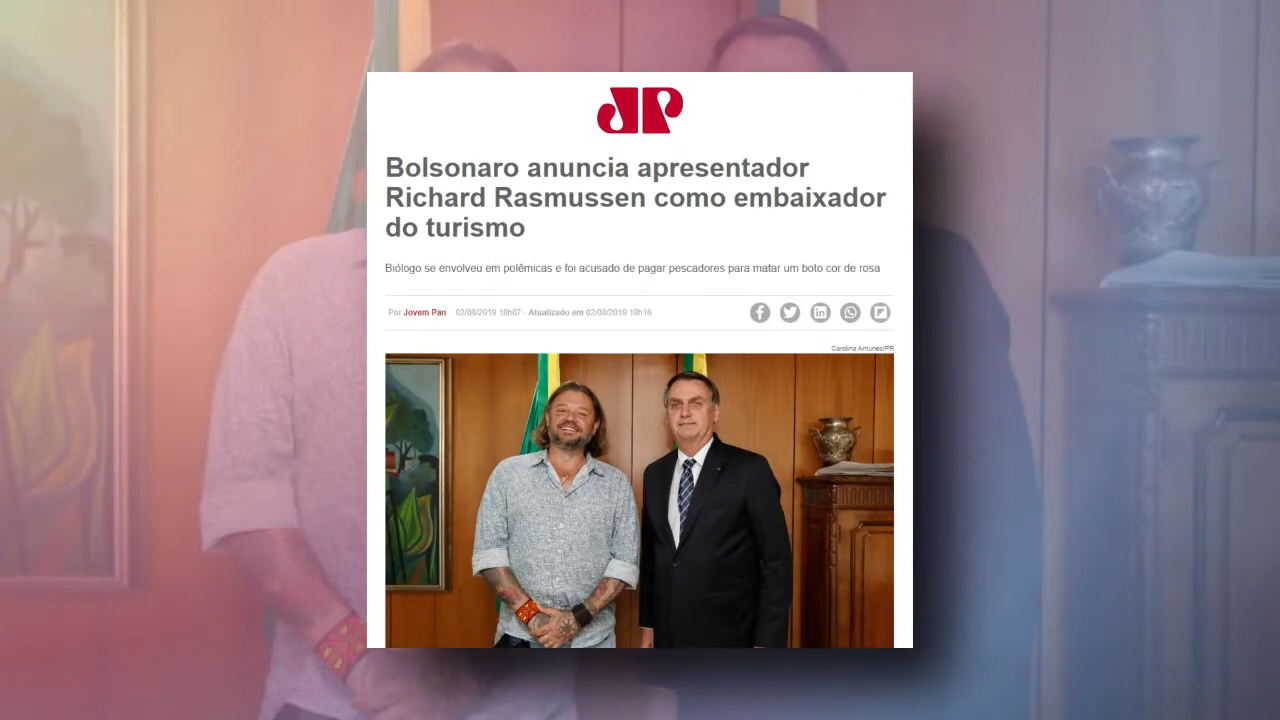 JP
Bolsonaro anuncia apresentador
Richard Rasmussen como embaixador
do turismo
Biólogo se envolveu em polêmicas e foi acusado de pagar pescadores para matar um boto cor de rosa
Por Jovem Pan 02/08/2019 18h07 - Atualizado em 02/08/2019 18h16
Carolina Antunes/PR